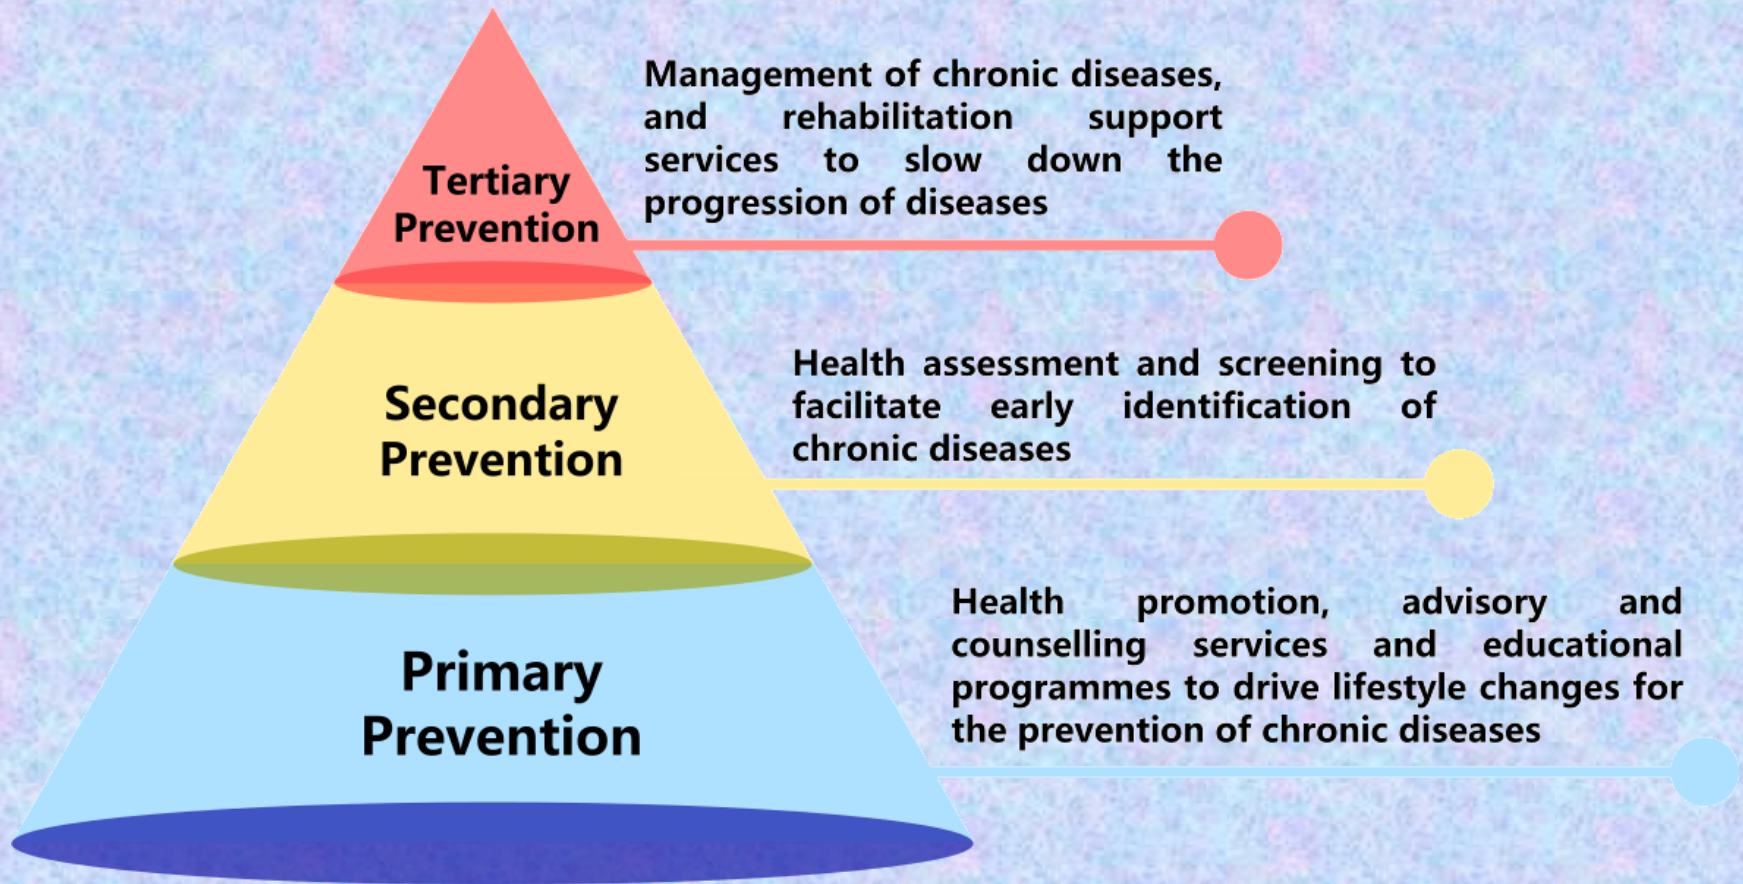 Tertiary
Prevention
Management of chronic diseases,
and rehabilitation support
services to slow down the
progression of diseases
Secondary
Prevention
Health assessment and screening to
facilitate early identification of
chronic diseases
Primary
Prevention
Health promotion, advisory and
counselling services and educational
programmes to drive lifestyle changes for
the prevention of chronic diseases